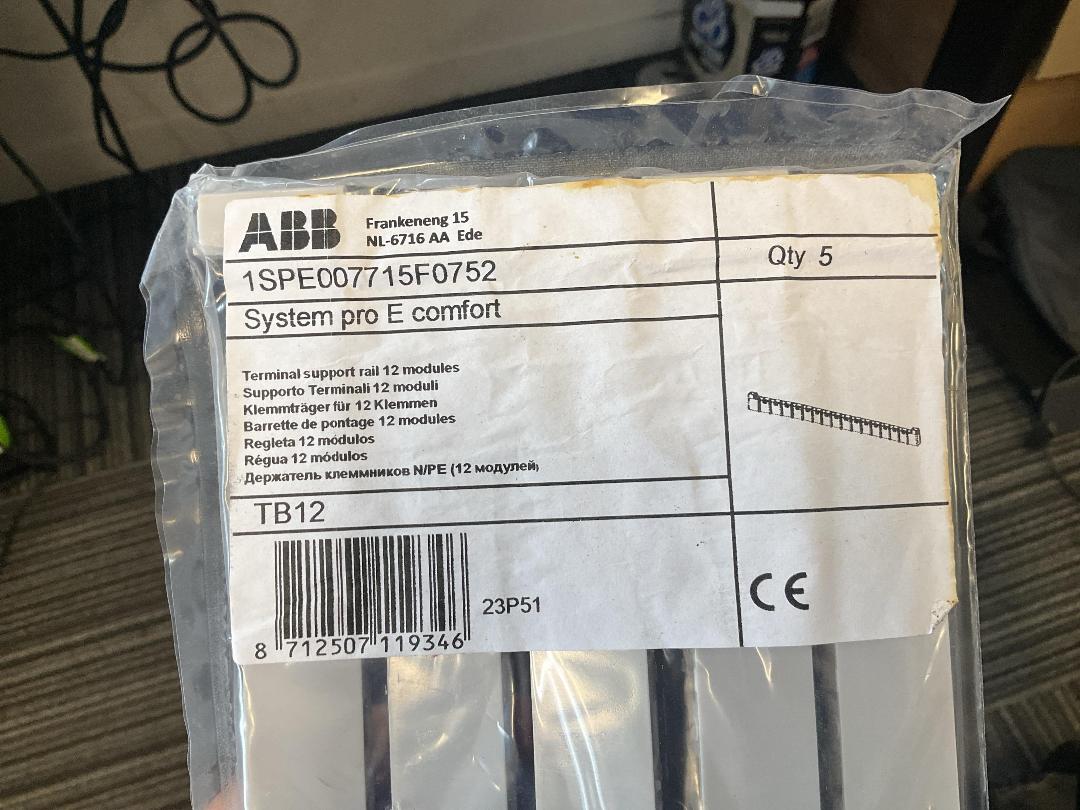 ABB
Frankeneng 15
NL-6716 AA Ede
1SPE007715F0752
Qty 5
System pro E comfort
Terminal support rail 12 modules
Supporto Terminali 12 moduli
Klemmträger für 12 Klemmen
Barrette de pontage 12 modules
Regleta 12 módulos
Régua 12 módulos
Держатель клеммников N/PE (12 модулей)
TB12
23P51
8 712507 119346
CE